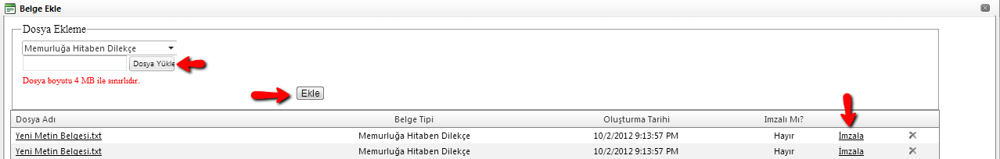 Belge Ekle
Dosya Ekleme
Memurluğa Hitaben Dilekçe
Dosya Yükle
Dosya boyutu 4 MB ile sınırlıdır.
Ekle
Dosya Adı Belge Tipi Oluşturma Tarihi Imzalı Mı?
Yeni Metin Belgesi.txt Memurluğa Hitaben Dilekçe 10/2/2012 9:13:57 PM Hayır İmzala
Yeni Metin Belgesi.txt Memurluğa Hitaben Dilekçe 10/2/2012 9:13:57 PM Hayır İmzala